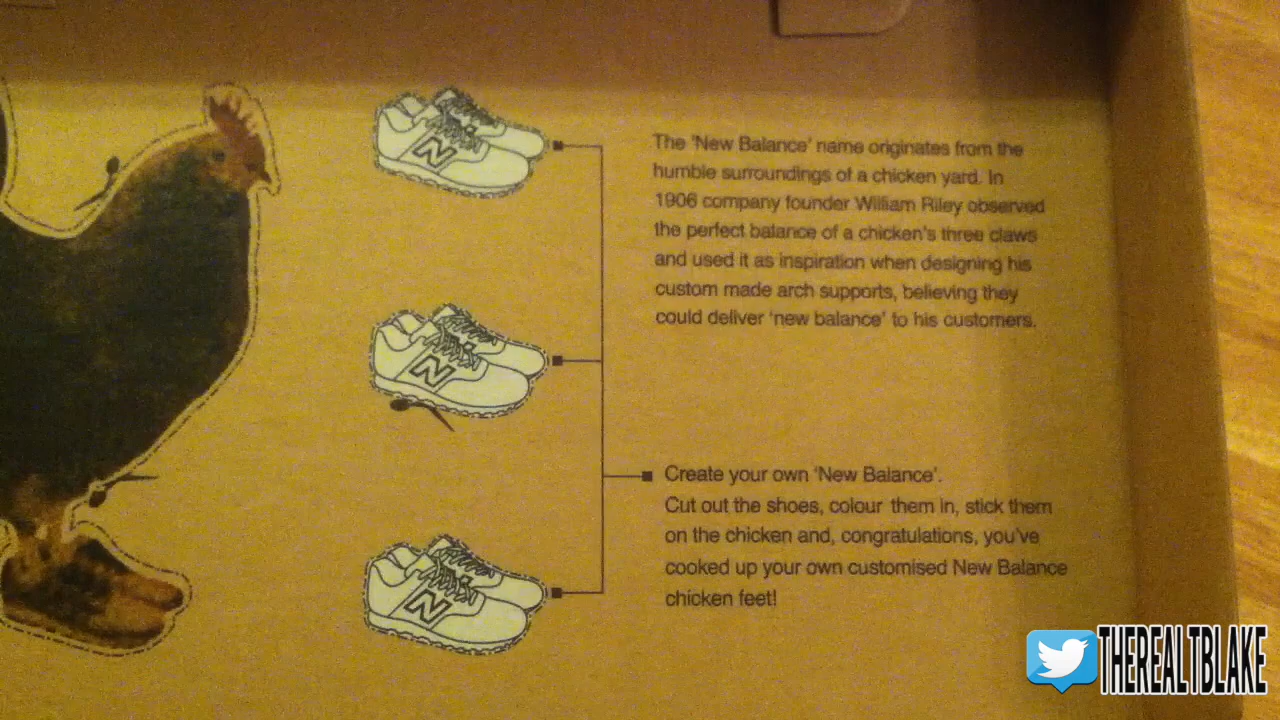 The 'New Balance' name originates from the
humble surroundings of a chicken yard. In
1906 company founder William Riley observed
the perfect balance of a chicken's three claws
and used it as inspiration when designing his
custom made arch supports, believing they
could deliver 'new balance' to his customers.
N
N
N
Create your own 'New Balance'.
Cut out the shoes, colour them in, stick them
on the chicken and, congratulations, you've
cooked up your own customised New Balance
chicken feet!
THEREALTBLAKE